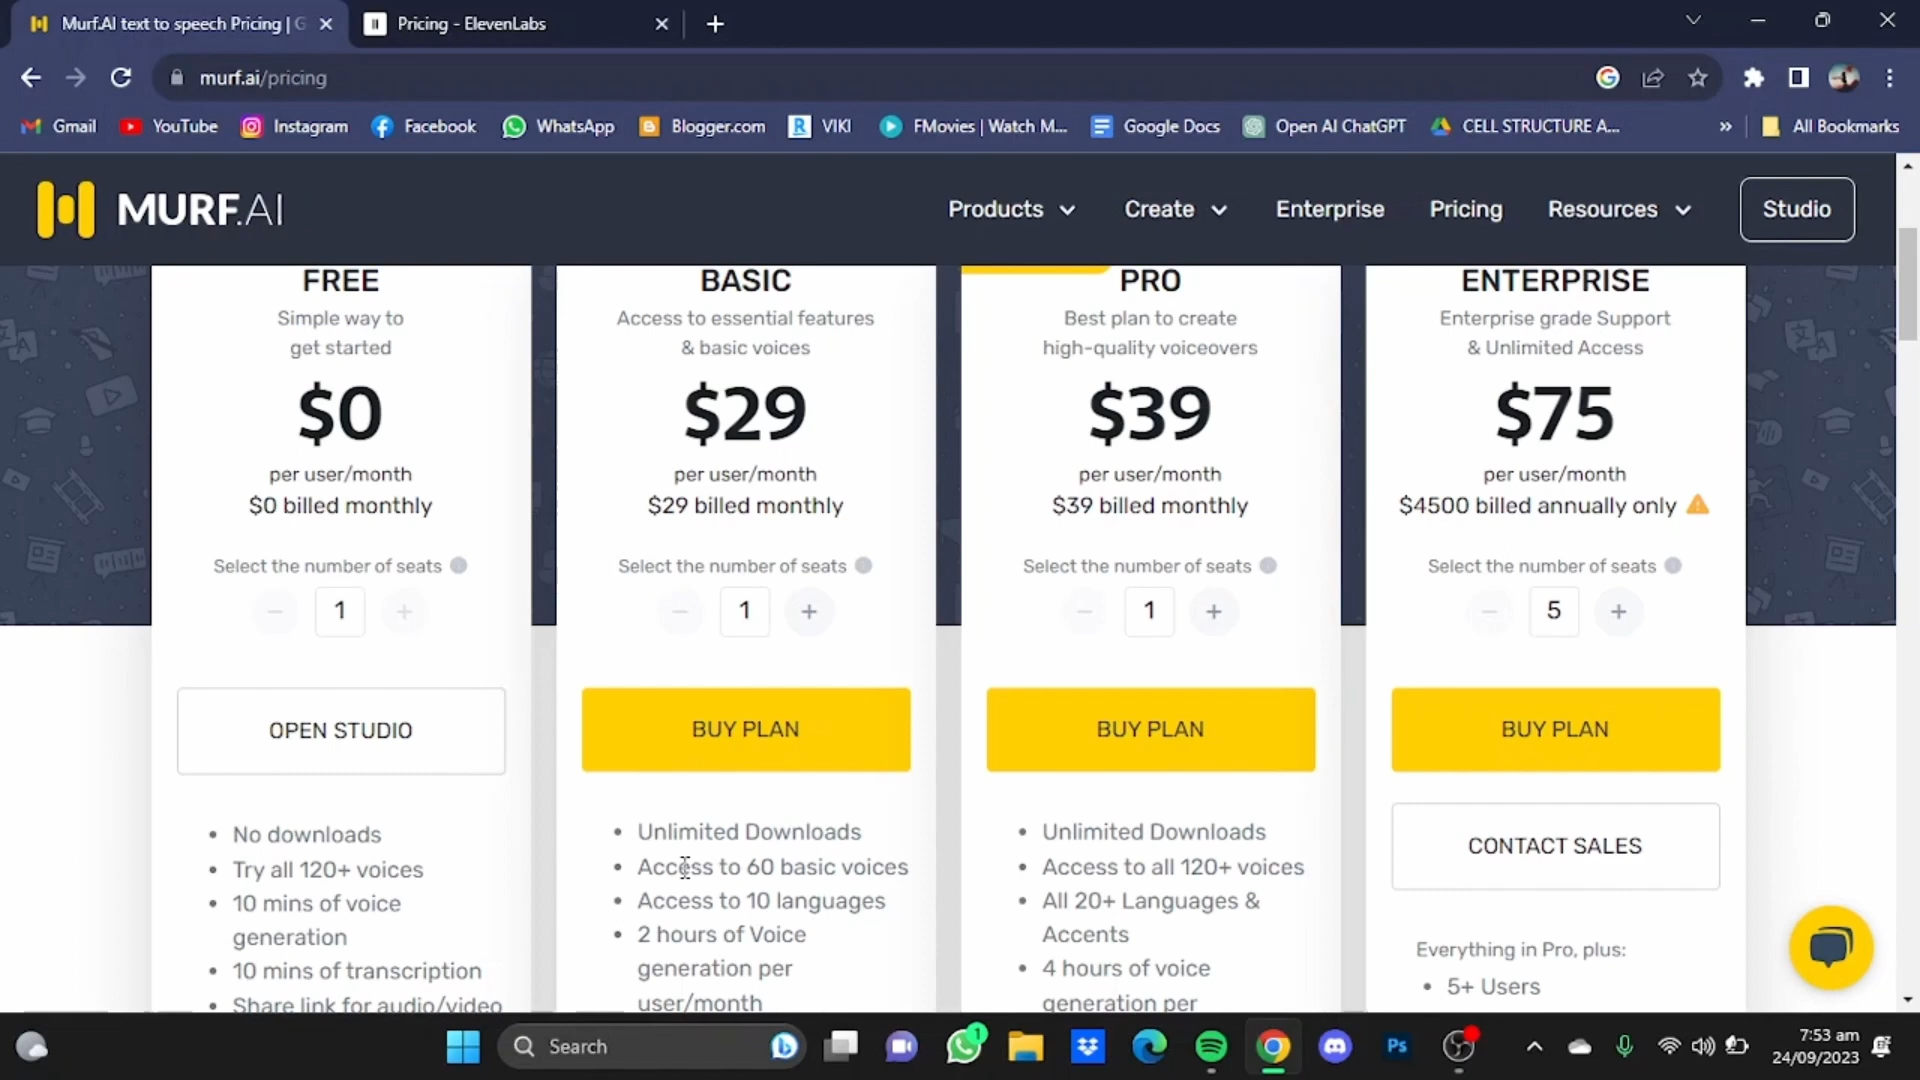 Murf.AI text to speech Pricing | G
Pricing - ElevenLabs
murf.ai/pricing
Gmail
YouTube
Instagram
Facebook
WhatsApp
Blogger.com
VIKI
FMovies | Watch M...
Google Docs
Open AI ChatGPT
CELL STRUCTURE A...
»
All Bookmarks
MURF.AI
Products
Create
Enterprise
Pricing
Resources
Studio
FREE
Simple way to
get started
$0
per user/month
$0 billed monthly
Select the number of seats
− 1 +
OPEN STUDIO
• No downloads
• Try all 120+ voices
• 10 mins of voice
generation
• 10 mins of transcription
• Share link for audio/video
BASIC
Access to essential features
& basic voices
$29
per user/month
$29 billed monthly
Select the number of seats
− 1 +
BUY PLAN
• Unlimited Downloads
• Access to 60 basic voices
• Access to 10 languages
• 2 hours of Voice
generation per
user/month
PRO
Best plan to create
high-quality voiceovers
$39
per user/month
$39 billed monthly
Select the number of seats
− 1 +
BUY PLAN
• Unlimited Downloads
• Access to all 120+ voices
• All 20+ Languages &
Accents
• 4 hours of voice
generation per
ENTERPRISE
Enterprise grade Support
& Unlimited Access
$75
per user/month
$4500 billed annually only
Select the number of seats
− 5 +
BUY PLAN
CONTACT SALES
Everything in Pro, plus:
• 5+ Users
Search
1
Ps
7:53 am
24/09/2023